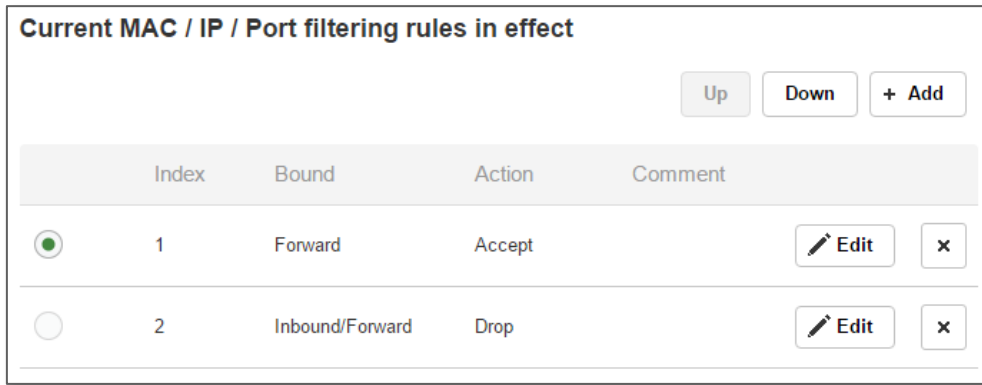 Current MAC / IP / Port filtering rules in effect
Up Down + Add
Index Bound Action Comment
1 Forward Accept Edit ×
2 Inbound/Forward Drop Edit ×